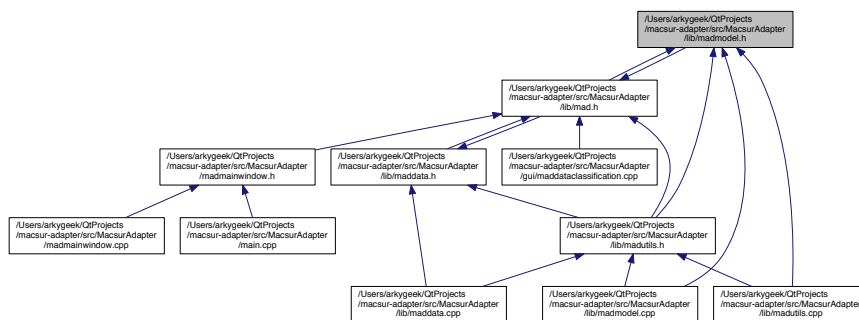 /Users/arkygeek/QtProjects
/macsur-adapter/src/MacsurAdapter
/lib/madmodel.h
/Users/arkygeek/QtProjects
/macsur-adapter/src/MacsurAdapter
/lib/mad.h
/Users/arkygeek/QtProjects
/macsur-adapter/src/MacsurAdapter
/madmainwindow.h
/Users/arkygeek/QtProjects
/macsur-adapter/src/MacsurAdapter
/lib/maddata.h
/Users/arkygeek/QtProjects
/macsur-adapter/src/MacsurAdapter
/gui/maddataclassification.cpp
/Users/arkygeek/QtProjects
/macsur-adapter/src/MacsurAdapter
/madmainwindow.cpp
/Users/arkygeek/QtProjects
/macsur-adapter/src/MacsurAdapter
/main.cpp
/Users/arkygeek/QtProjects
/macsur-adapter/src/MacsurAdapter
/lib/madutils.h
/Users/arkygeek/QtProjects
/macsur-adapter/src/MacsurAdapter
/lib/maddata.cpp
/Users/arkygeek/QtProjects
/macsur-adapter/src/MacsurAdapter
/lib/madmodel.cpp
/Users/arkygeek/QtProjects
/macsur-adapter/src/MacsurAdapter
/lib/madutils.cpp